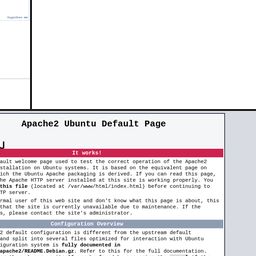 Apache2 Ubuntu Default Page
It works!
ault welcome page used to test the correct operation of the Apache2
stallation on Ubuntu systems. It is based on the equivalent page on
ich the Ubuntu Apache packaging is derived. If you can read this page,
he Apache HTTP server installed at this site is working properly. You
this file (located at /var/www/html/index.html) before continuing to
TP server.
rmal user of this web site and don't know what this page is about, this
that the site is currently unavailable due to maintenance. If the
s, please contact the site's administrator.
Configuration Overview
2 default configuration is different from the upstream default
and split into several files optimized for interaction with Ubuntu
iguration system is fully documented in
apache2/README.Debian.gz. Refer to this for the full documentation.